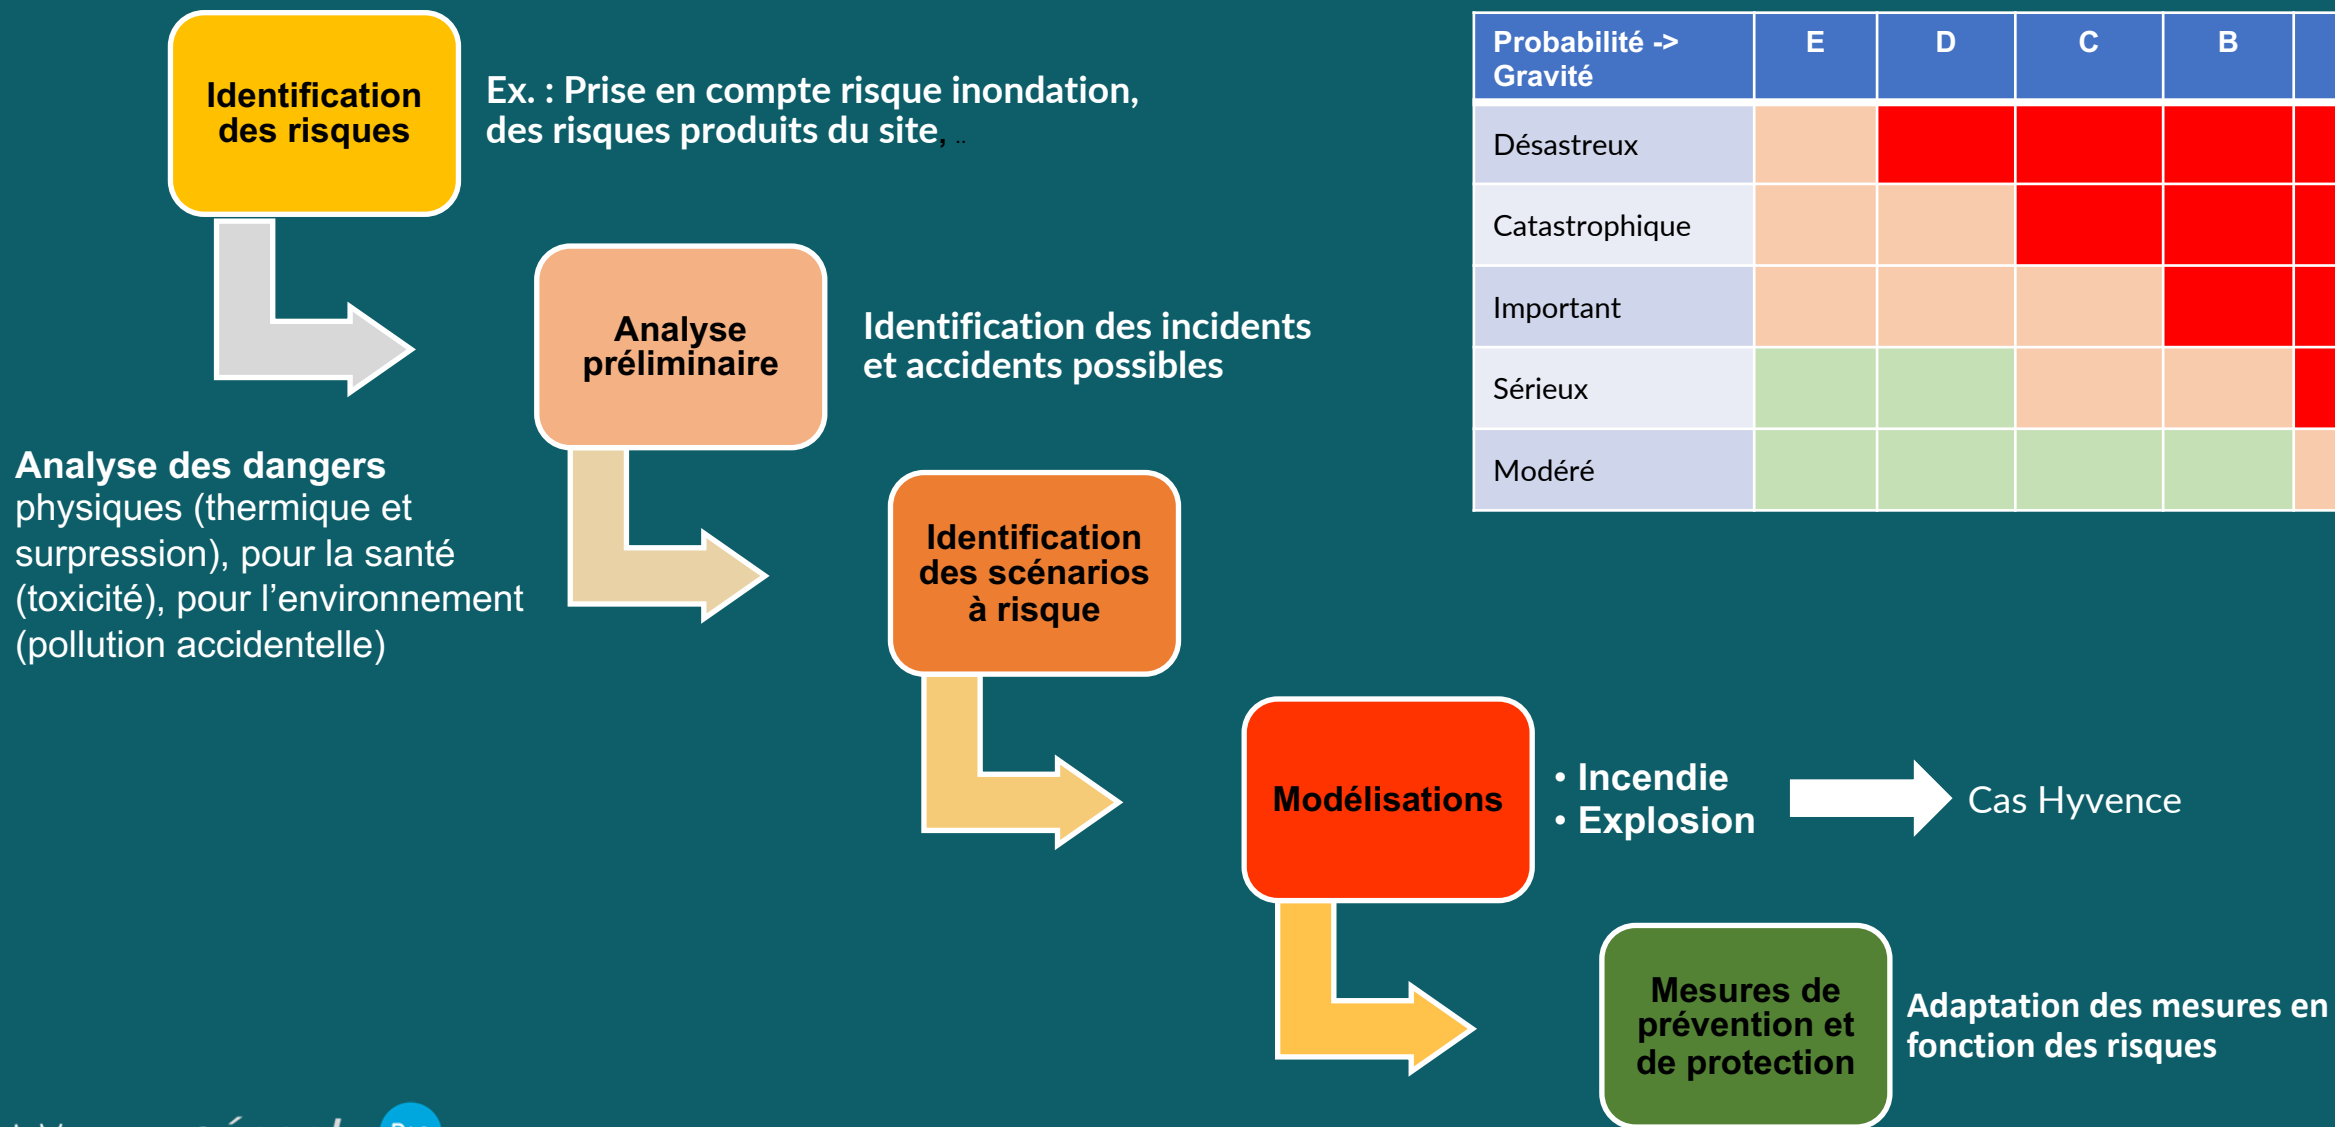 Identification
des risques
Ex. : Prise en compte risque inondation,
des risques produits du site, ..
Probabilité ->
Gravité
E
D
C
B
Désastreux
Catastrophique
Important
Sérieux
Modéré
Analyse
préliminaire
Identification des incidents
et accidents possibles
Analyse des dangers
physiques (thermique et
surpression), pour la santé
(toxicité), pour l’environnement
(pollution accidentelle)
Identification
des scénarios
à risque
Modélisations
• Incendie
• Explosion
Cas Hyvence
Mesures de
prévention et
de protection
Adaptation des mesures en
fonction des risques